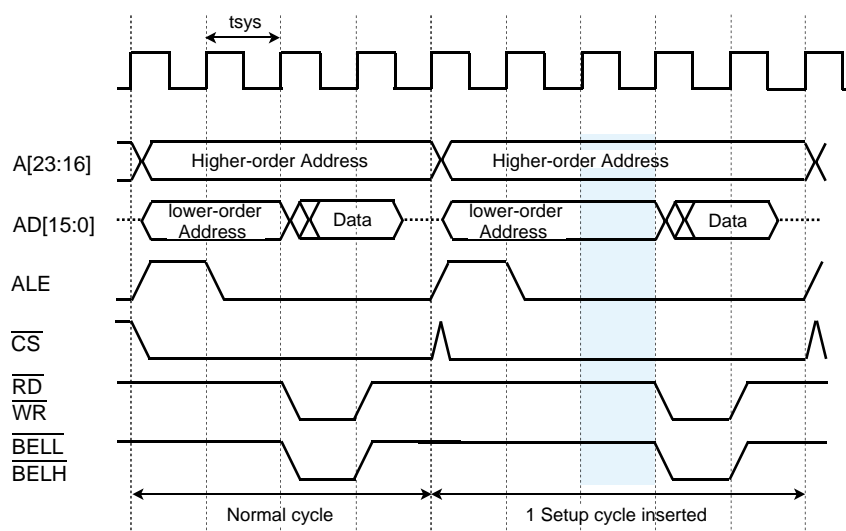 tsys
A[23:16]
Higher-order Address
Higher-order Address
AD[15:0]
lower-order
Address
Data
lower-order
Address
Data
ALE
CS
RD
WR
BELL
BELH
Normal cycle
1 Setup cycle inserted